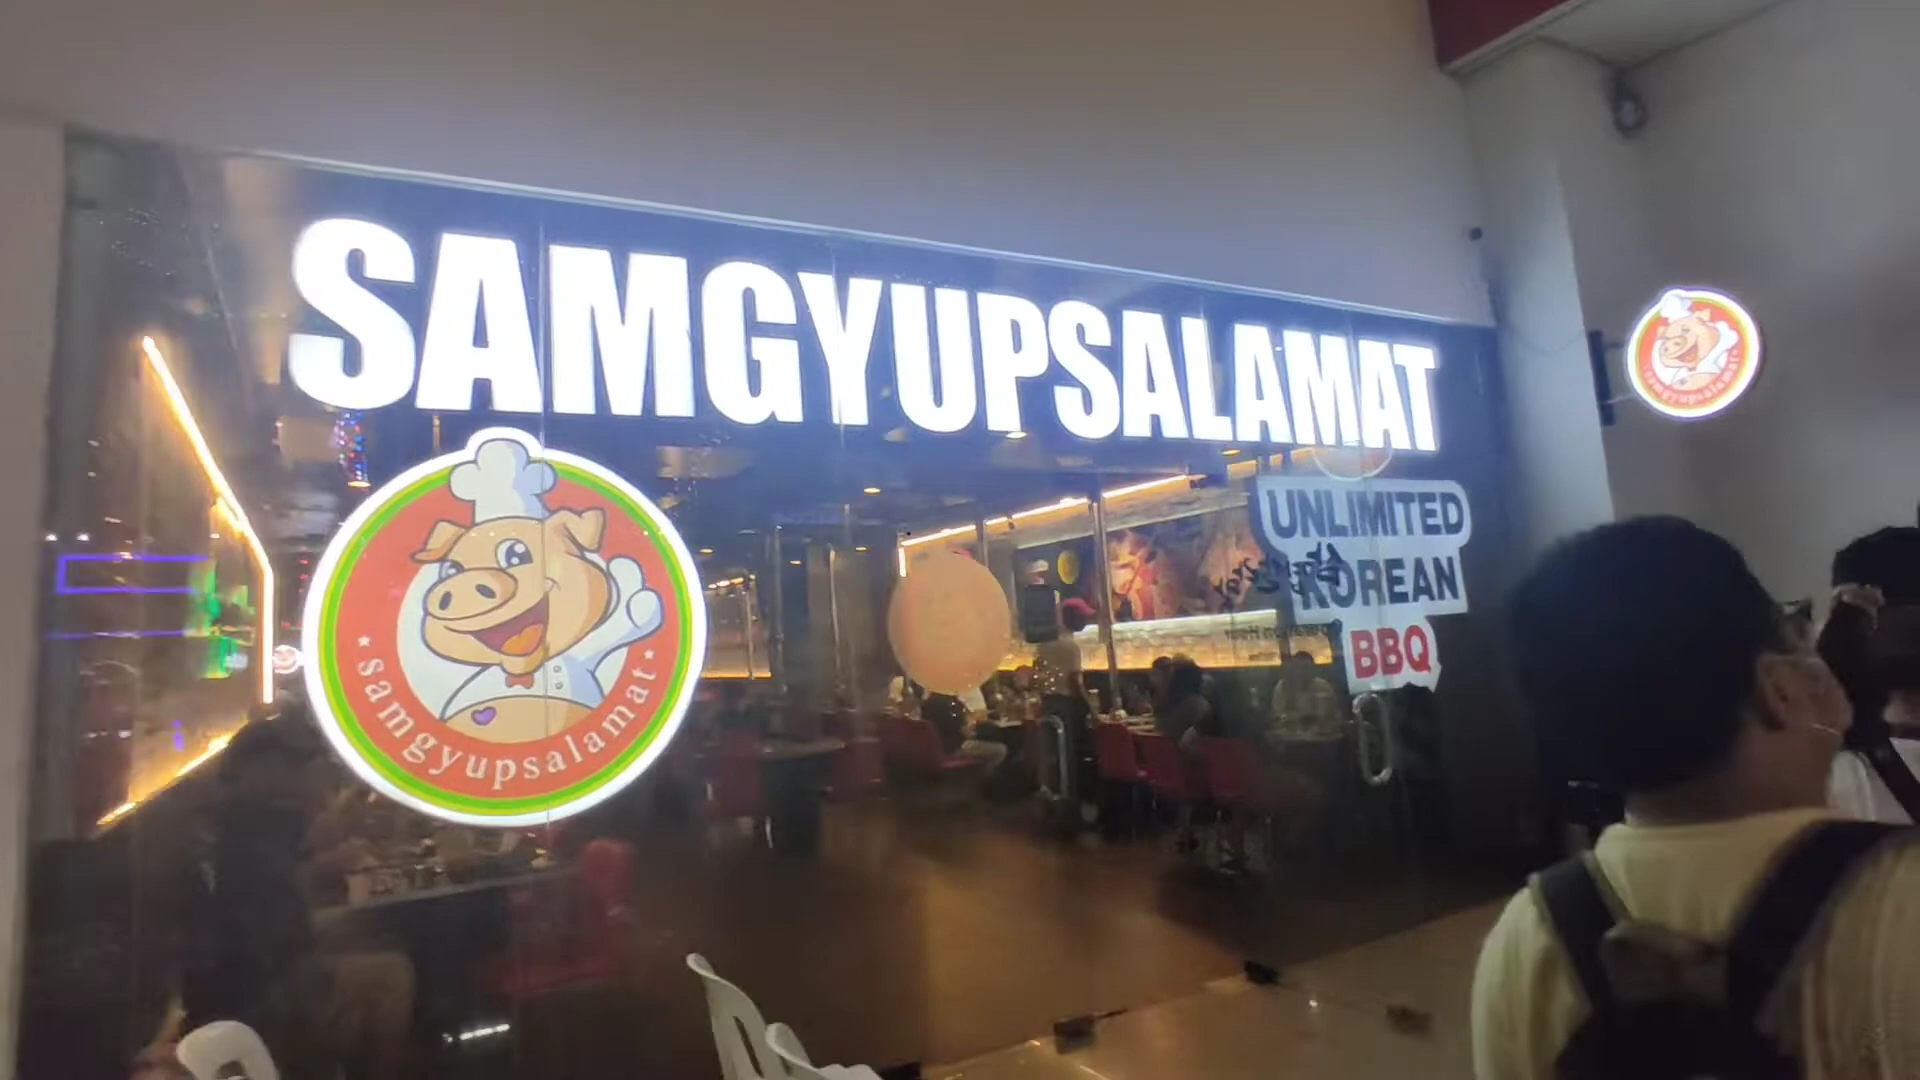 SAMGYUPSALAMAT
samgyupsalamat
UNLIMITED
KOREAN
BBQ
samgyupsalamat